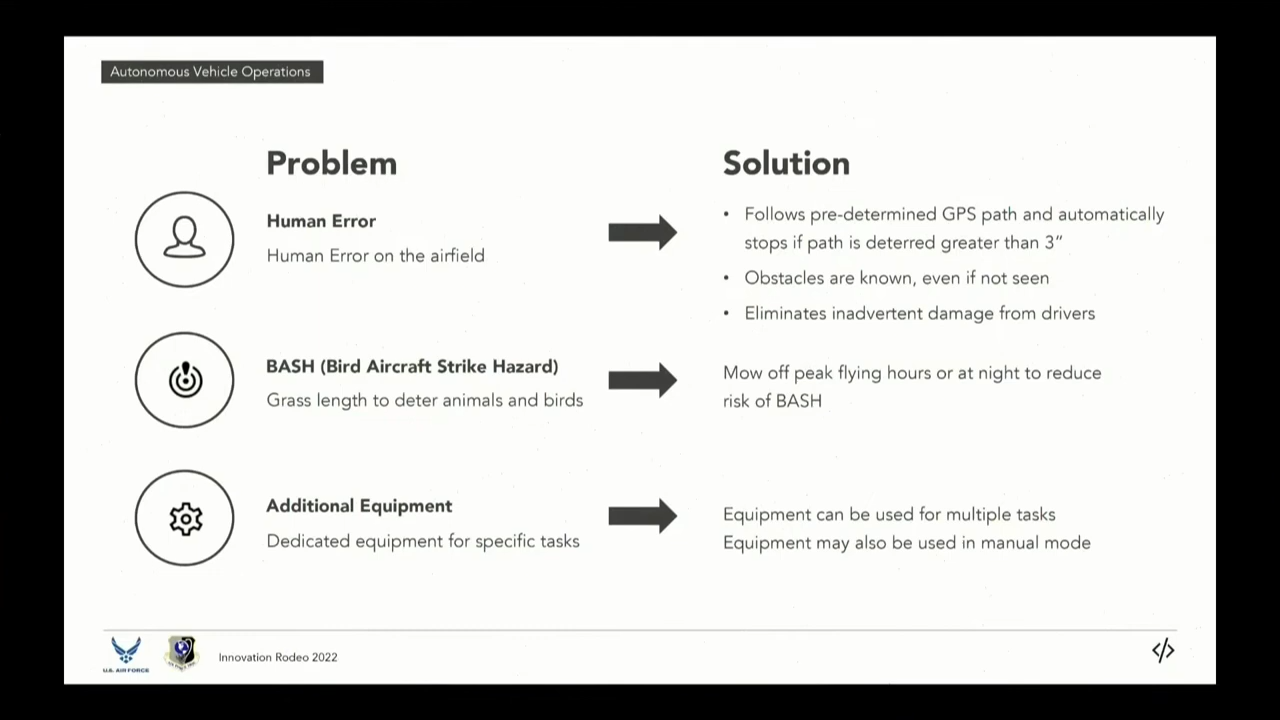 Autonomous Vehicle Operations
Problem
Solution
Human Error
Human Error on the airfield
• Follows pre-determined GPS path and automatically
stops if path is deterred greater than 3”
• Obstacles are known, even if not seen
• Eliminates inadvertent damage from drivers
BASH (Bird Aircraft Strike Hazard)
Grass length to deter animals and birds
Mow off peak flying hours or at night to reduce
risk of BASH
Additional Equipment
Dedicated equipment for specific tasks
Equipment can be used for multiple tasks
Equipment may also be used in manual mode
U.S. AIR FORCE
Innovation Rodeo 2022
</>